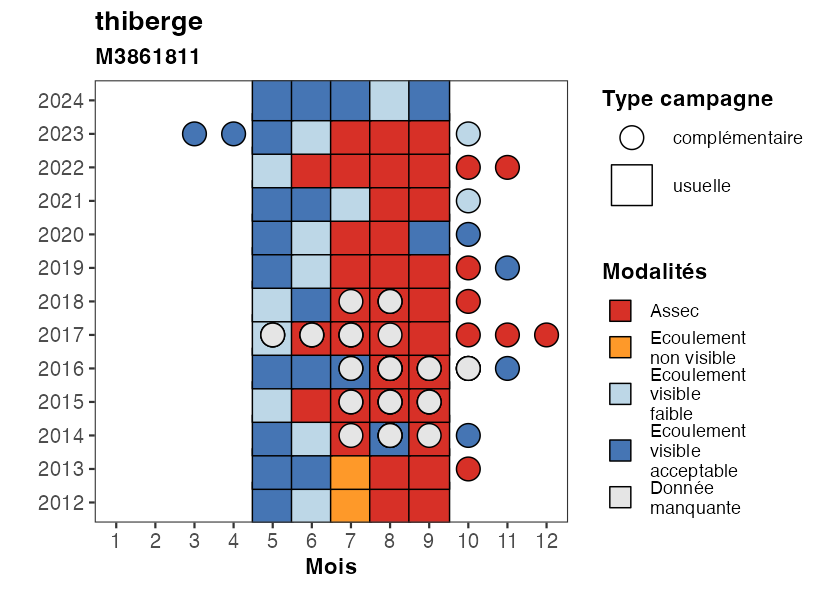 thiberge
M3861811
2024
2023
2022
2021
2020
2019
2018
2017
2016
2015
2014
2013
2012
1 2 3 4 5 6 7 8 9 10 11 12
Mois
Type campagne
complémentaire
usuelle
Modalités
Assec
Ecoulement
non visible
Ecoulement
visible
faible
Ecoulement
visible
acceptable
Donnée
manquante